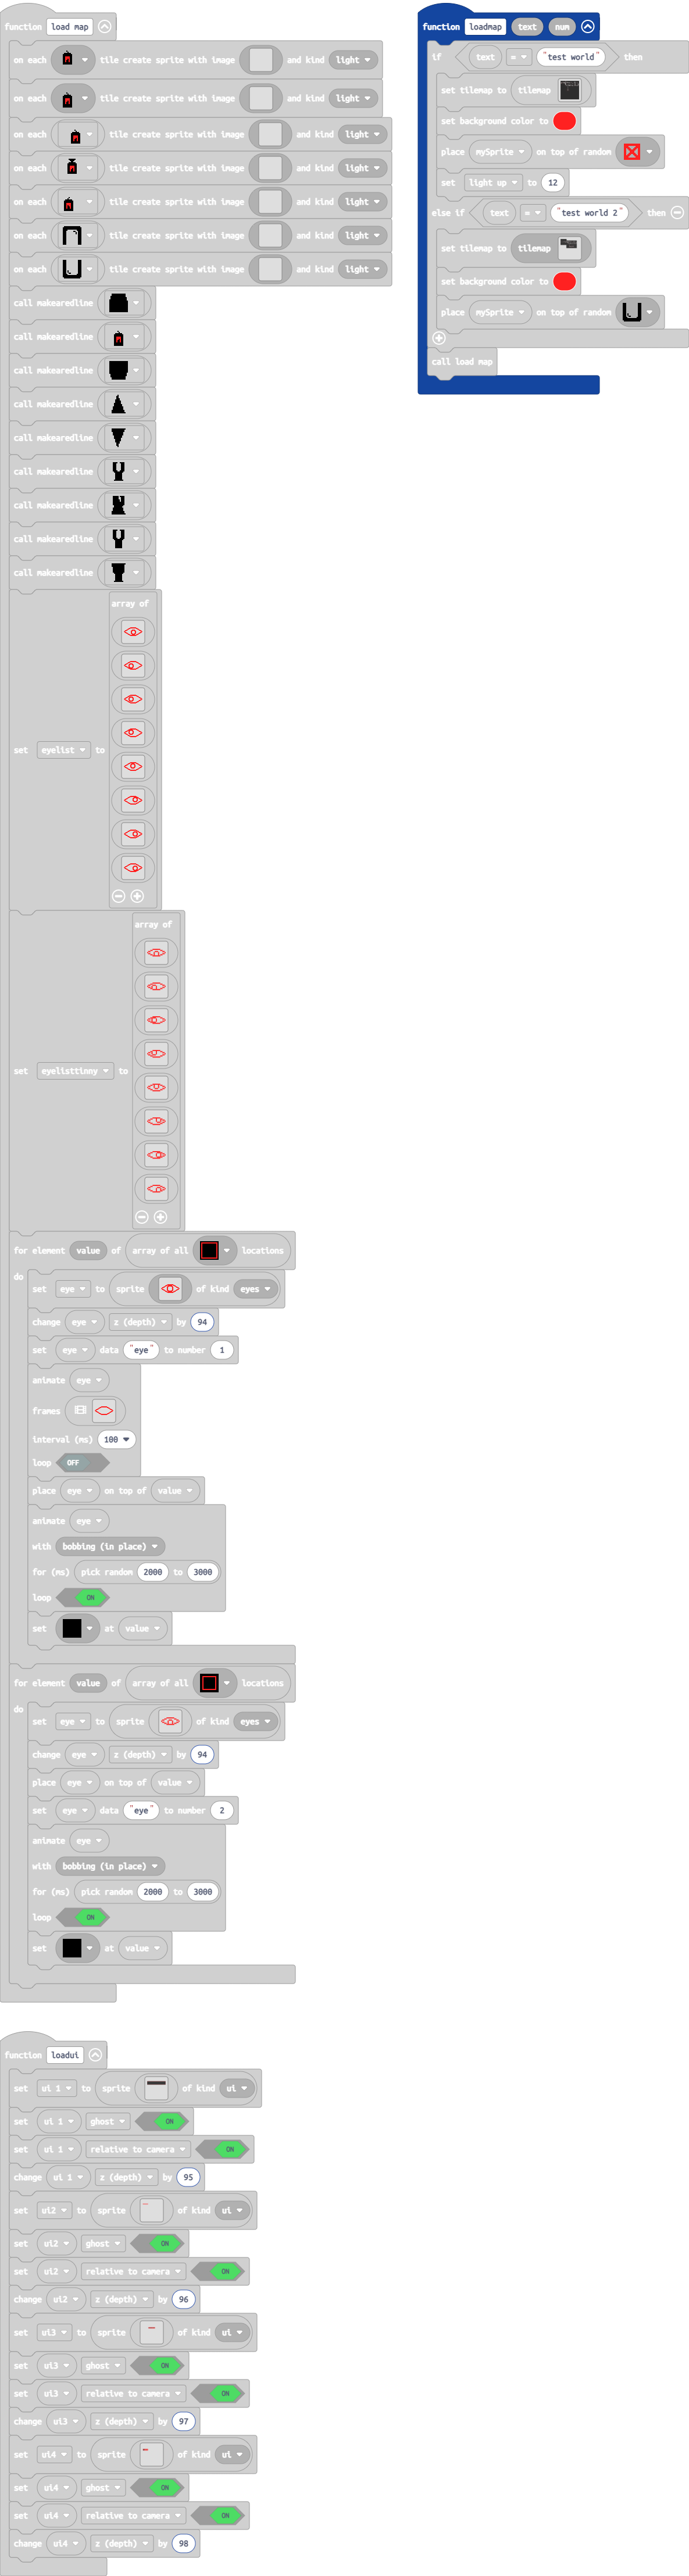 function load map
on each tile create sprite with image and kind light
on each tile create sprite with image and kind light
on each tile create sprite with image and kind light
on each tile create sprite with image and kind light
on each tile create sprite with image and kind light
on each tile create sprite with image and kind light
on each tile create sprite with image and kind light
call makearedline
call makearedline
call makearedline
call makearedline
call makearedline
call makearedline
call makearedline
call makearedline
call makearedline
array of
set eyelist to
array of
set eyelisttinny to
for element value of array of all locations
do
set eye to sprite of kind eyes
change eye z (depth) by 94
set eye data "eye" to number 1
animate eye
frames
interval (ms) 100
loop OFF
place eye on top of value
animate eye
with bobbing (in place)
for (ms) pick random 2000 to 3000
loop ON
set at value
for element value of array of all locations
do
set eye to sprite of kind eyes
change eye z (depth) by 94
place eye on top of value
set eye data "eye" to number 2
animate eye
with bobbing (in place)
for (ms) pick random 2000 to 3000
loop ON
set at value
function loadui
set ui 1 to sprite of kind ui
set ui 1 ghost ON
set ui 1 relative to camera ON
change ui 1 z (depth) by 95
set ui2 to sprite of kind ui
set ui2 ghost ON
set ui2 relative to camera ON
change ui2 z (depth) by 96
set ui3 to sprite of kind ui
set ui3 ghost ON
set ui3 relative to camera ON
change ui3 z (depth) by 97
set ui4 to sprite of kind ui
set ui4 ghost ON
set ui4 relative to camera ON
change ui4 z (depth) by 98
function loadmap text num
if text = "test world" then
set tilemap to tilemap
set background color to
place mySprite on top of random
set light up to 12
else if text = "test world 2" then
set tilemap to tilemap
set background color to
place mySprite on top of random
call load map